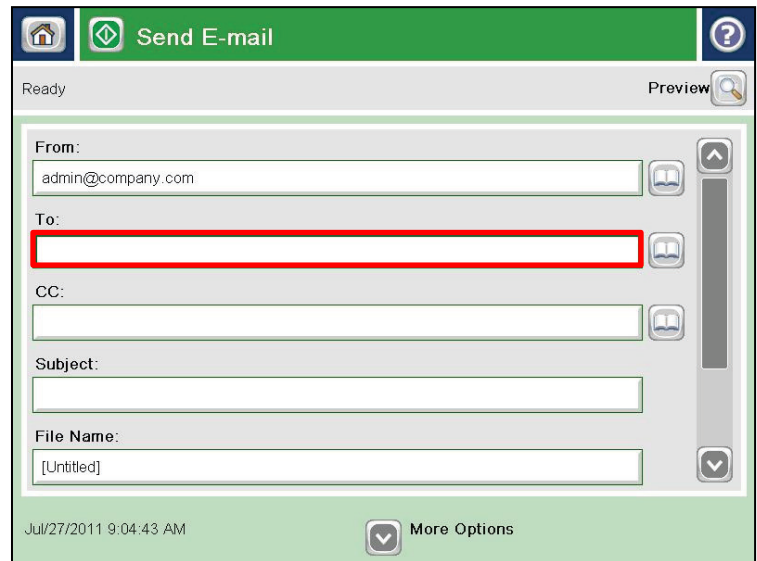 Send E-mail
?
Ready
Preview
From:
admin@company.com
To:
CC:
Subject:
File Name:
[Untitled]
Jul/27/2011 9:04:43 AM
More Options